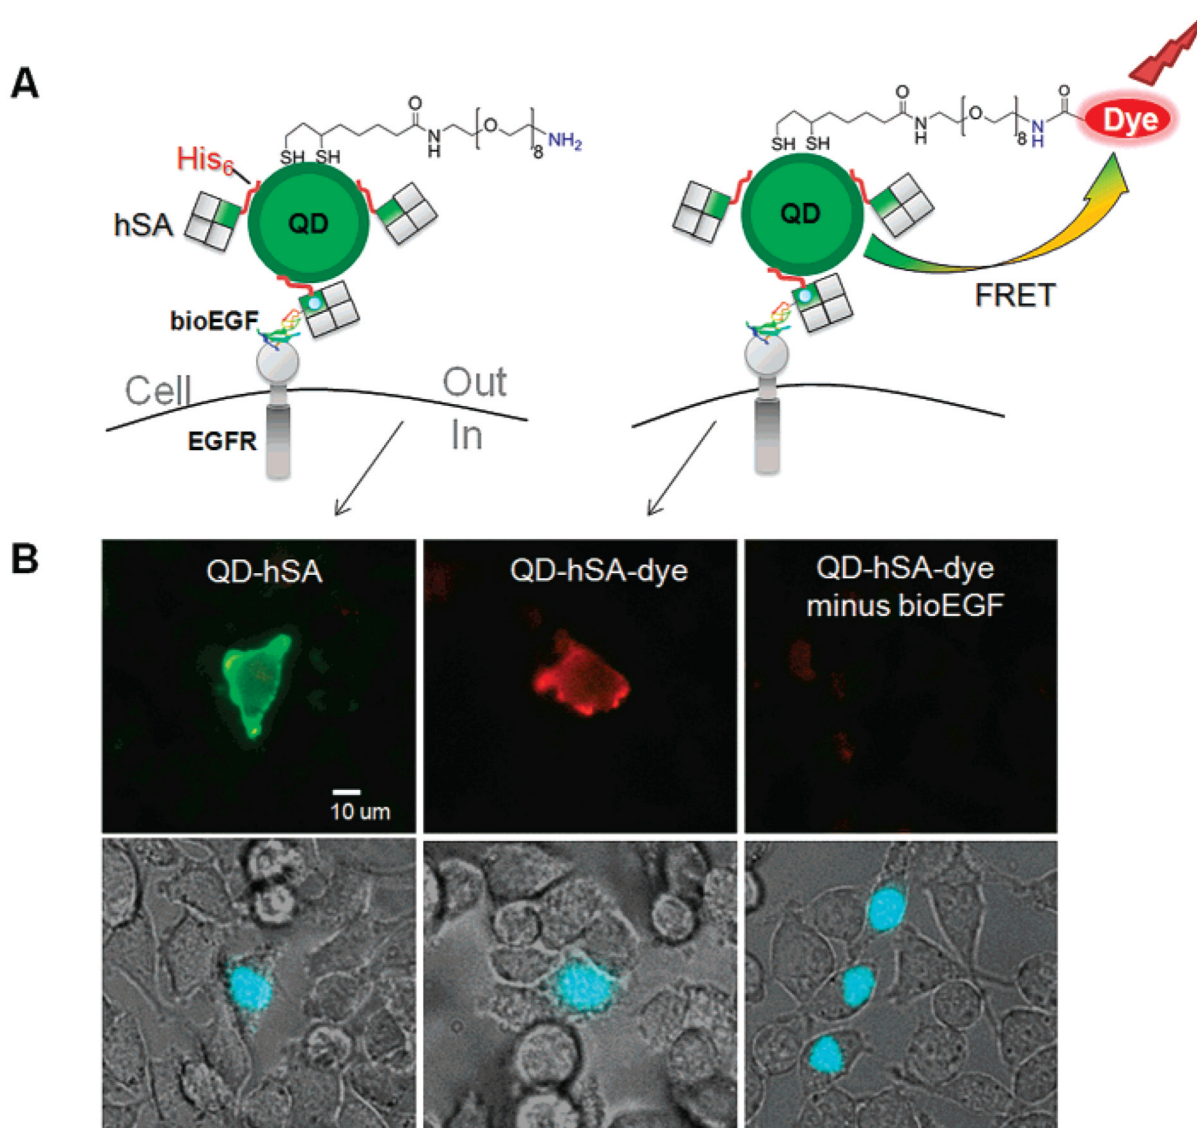 A
O
N
H
O
8
NH₂
SH
SH
His₆
hSA
QD
bioEGF
Cell
Out
In
EGFR
O
N
H
O
8
NH
O
Dye
SH
SH
QD
FRET
B
QD-hSA
10 um
QD-hSA-dye
QD-hSA-dye
minus bioEGF